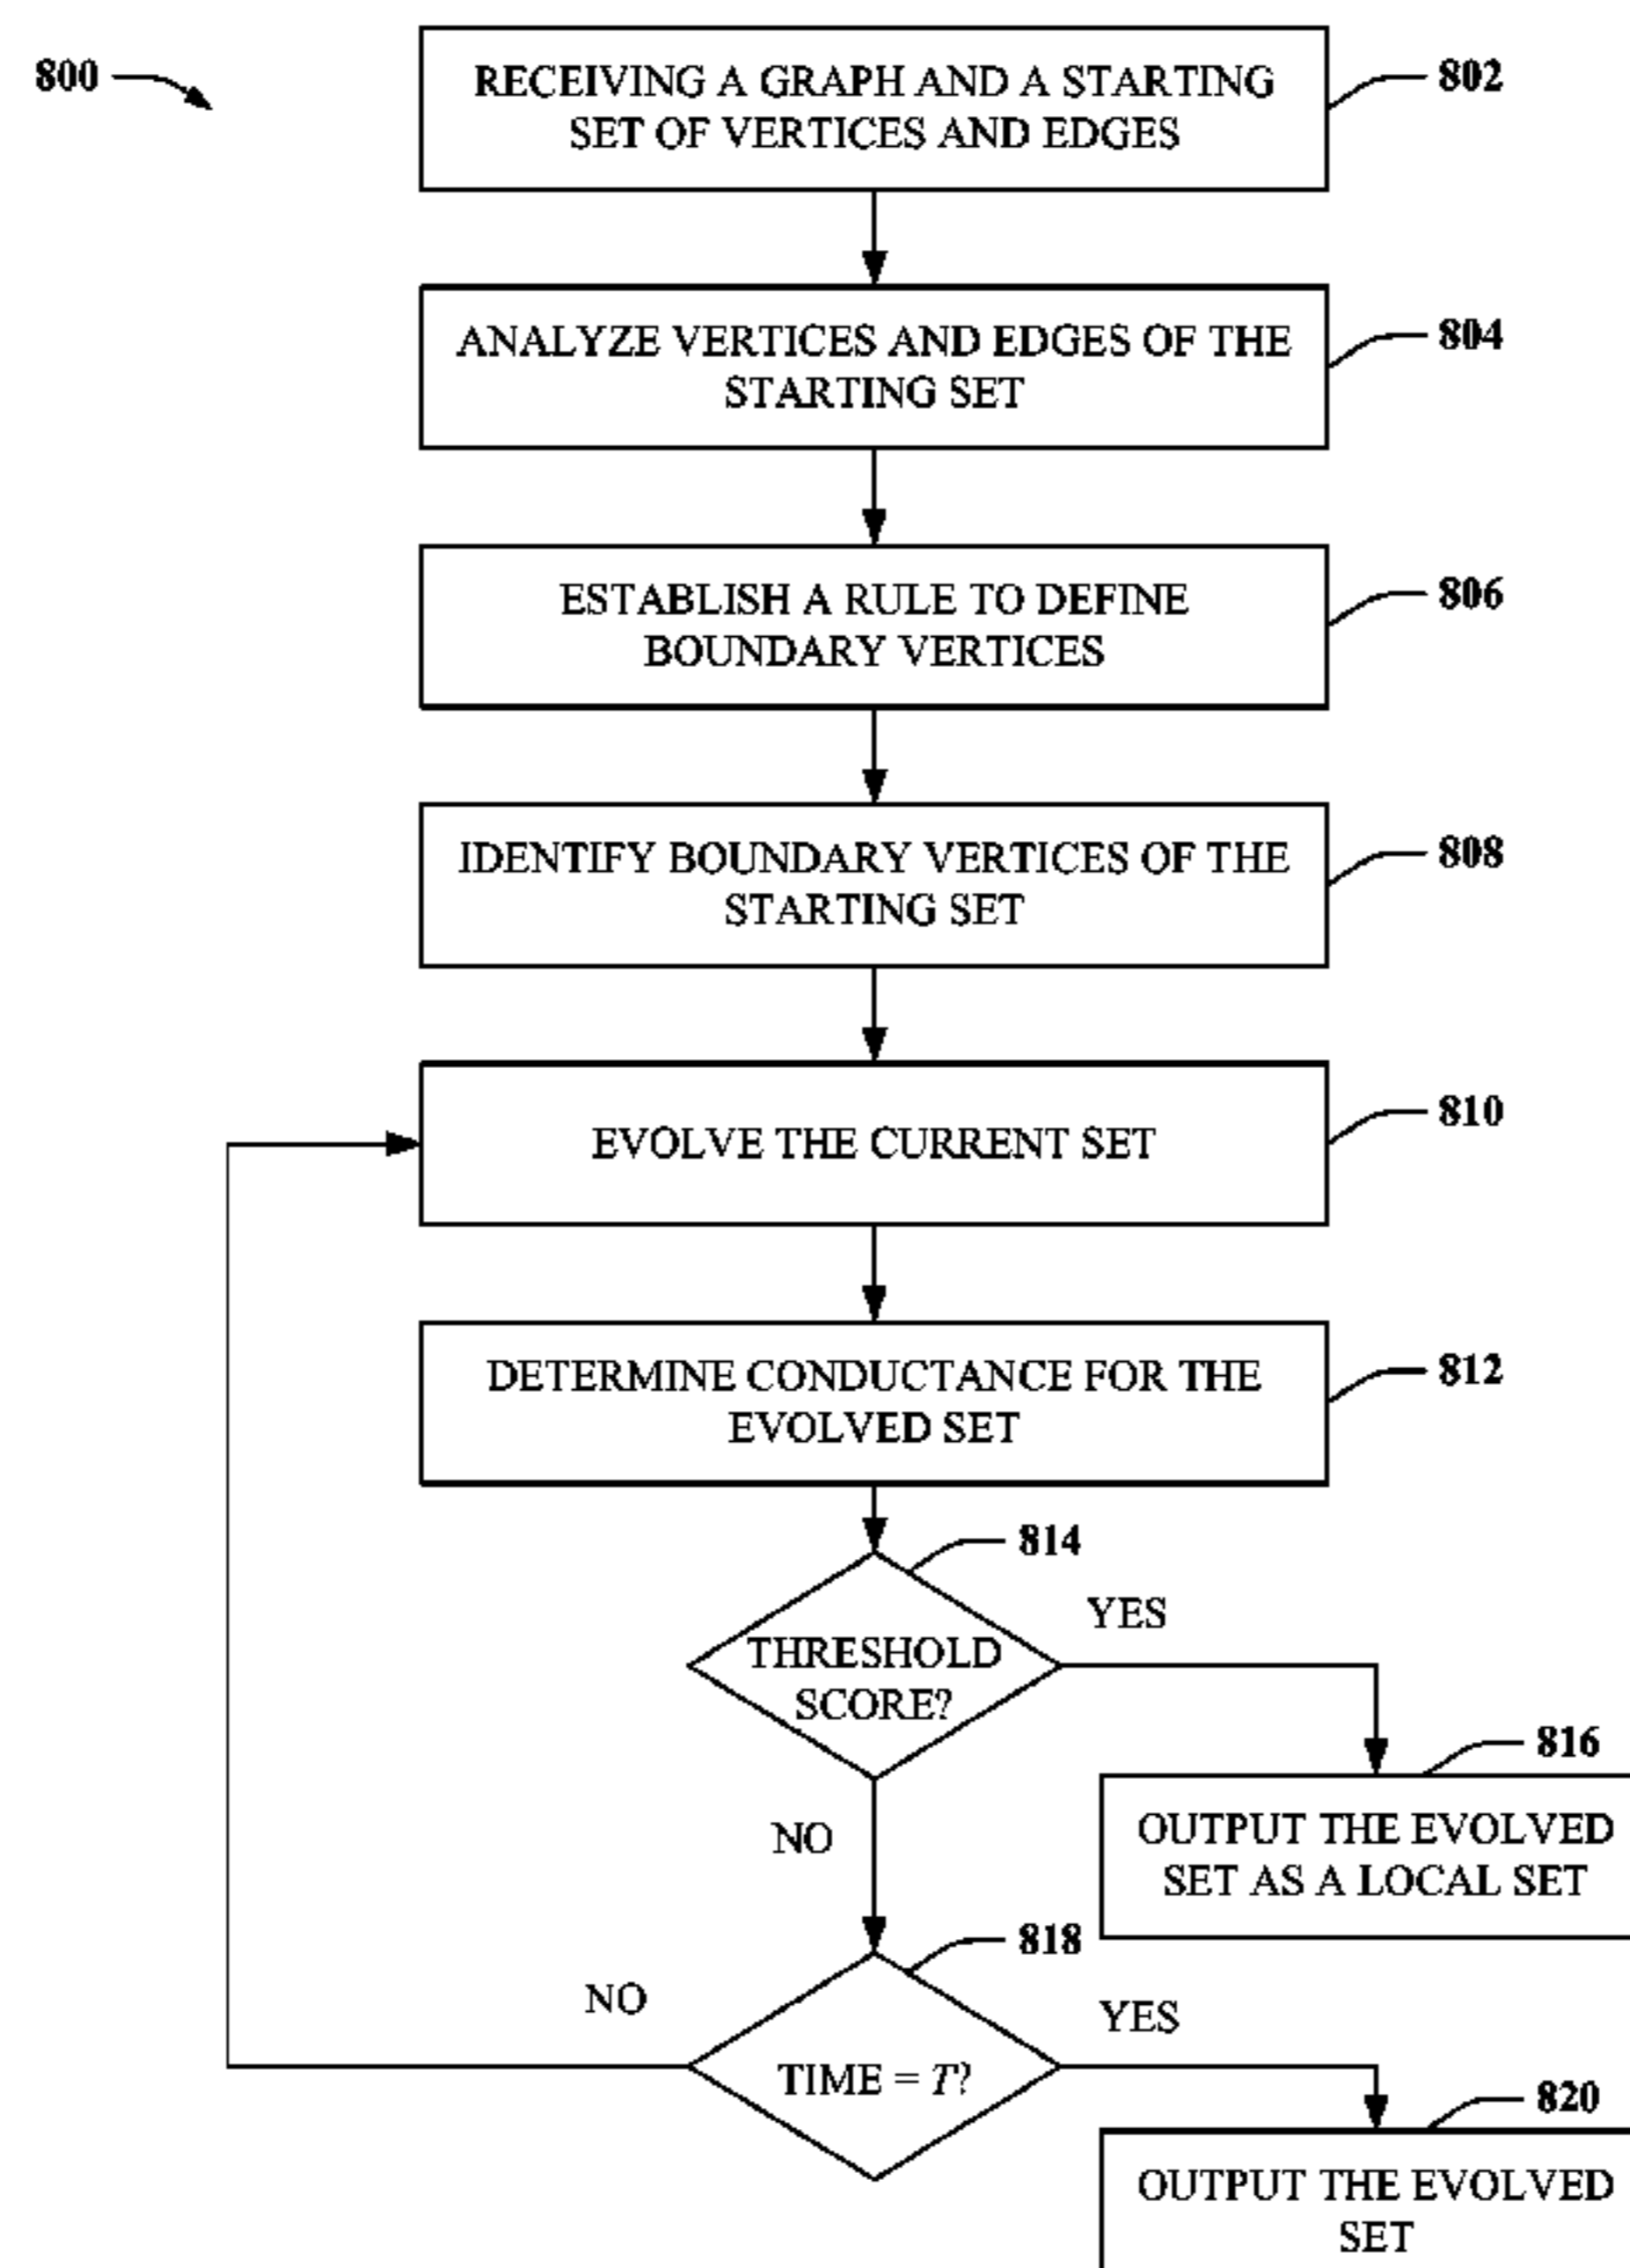 800
RECEIVING A GRAPH AND A STARTING
SET OF VERTICES AND EDGES
802
ANALYZE VERTICES AND EDGES OF THE
STARTING SET
804
ESTABLISH A RULE TO DEFINE
BOUNDARY VERTICES
806
IDENTIFY BOUNDARY VERTICES OF THE
STARTING SET
808
EVOLVE THE CURRENT SET
810
DETERMINE CONDUCTANCE FOR THE
EVOLVED SET
812
814
THRESHOLD
SCORE?
YES
816
OUTPUT THE EVOLVED
SET AS A LOCAL SET
NO
818
TIME = T?
NO
YES
820
OUTPUT THE EVOLVED
SET